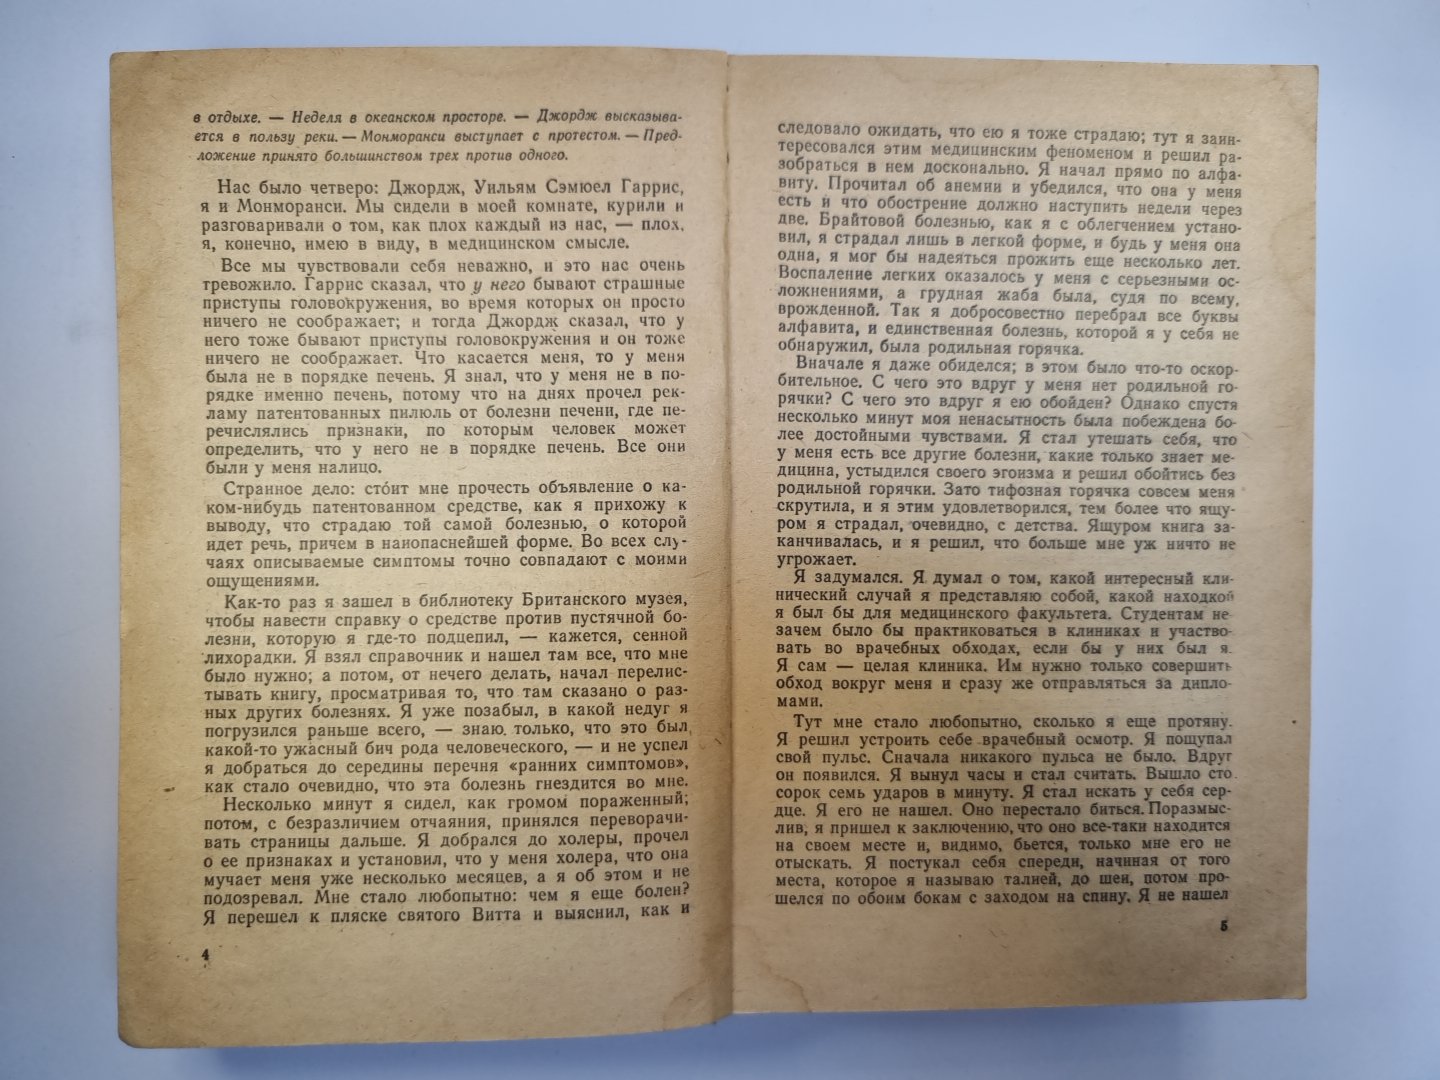 в отдыхе. — Неделя в океанском просторе. — Джордж высказыва-
ется в пользу реки. — Монморанси выступает с протестом. — Пред-
ложение принято большинством трех против одного.
Нас было четверо: Джордж, Уильям Сэмюел Гаррис,
я и Монморанси. Мы сидели в моей комнате, курили и
разговаривали о том, как плох каждый из нас, — плох,
я, конечно, имею в виду, в медицинском смысле.
Все мы чувствовали себя неважно, и это нас очень
тревожило. Гаррис сказал, что у него бывают страшные
приступы головокружения, во время которых он просто
ничего не соображает; и тогда Джордж сказал, что у
него тоже бывают приступы головокружения и он тоже
ничего не соображает. Что касается меня, то у меня
была не в порядке печень. Я знал, что у меня не в по-
рядке именно печень, потому что на днях прочел рек-
ламу патентованных пилюль от болезни печени, где пе-
речислялись признаки, по которым человек может
определить, что у него не в порядке печень. Все они
были у меня налицо.
Странное дело: сто́ит мне прочесть объявление о ка-
ком-нибудь патентованном средстве, как я прихожу к
выводу, что страдаю той самой болезнью, о которой
идет речь, причем в наиопаснейшей форме. Во всех слу-
чаях описываемые симптомы точно совпадают с моими
ощущениями.
Как-то раз я зашел в библиотеку Британского музея,
чтобы навести справку о средстве против пустячной бо-
лезни, которую я где-то подцепил, — кажется, сенной
лихорадки. Я взял справочник и нашел там все, что мне
было нужно; а потом, от нечего делать, начал перелис-
тывать книгу, просматривая то, что там сказано о раз-
ных других болезнях. Я уже позабыл, в какой недуг я
погрузился раньше всего, — знаю только, что это был
какой-то ужасный бич рода человеческого, — и не успел
я добраться до середины перечня «ранних симптомов»,
как стало очевидно, что эта болезнь гнездится во мне.
Несколько минут я сидел, как громом пораженный;
потом, с безразличием отчаяния, принялся переворачи-
вать страницы дальше. Я добрался до холеры, прочел
о ее признаках и установил, что у меня холера, что она
мучает меня уже несколько месяцев, а я об этом и не
подозревал. Мне стало любопытно: чем я еще болен?
Я перешел к пляске святого Витта и выяснил, как и
4
следовало ожидать, что ею я тоже страдаю; тут я заин-
тересовался этим медицинским феноменом и решил ра-
зобраться в нем досконально. Я начал прямо по алфа-
виту. Прочитал об анемии и убедился, что она у меня
есть и что обострение должно наступить недели через
две. Брайтовой болезнью, как я с облегчением устано-
вил, я страдал лишь в легкой форме, и будь у меня она
одна, я мог бы надеяться прожить еще несколько лет.
Воспаление легких оказалось у меня с серьезными ос-
ложнениями, а грудная жаба была, судя по всему,
врожденной. Так я добросовестно перебрал все буквы
алфавита, и единственная болезнь, которой я у себя не
обнаружил, была родильная горячка.
Вначале я даже обиделся; в этом было что-то оскор-
бительное. С чего это вдруг у меня нет родильной го-
рячки? С чего это вдруг я ею обойден? Однако спустя
несколько минут моя ненасытность была побеждена бо-
лее достойными чувствами. Я стал утешать себя, что
у меня есть все другие болезни, какие только знает ме-
дицина, устыдился своего эгоизма и решил обойтись без
родильной горячки. Зато тифозная горячка совсем меня
скрутила, и я этим удовлетворился, тем более что ящу-
ром я страдал, очевидно, с детства. Ящуром книга за-
канчивалась, и я решил, что больше мне уж ничто не
угрожает.
Я задумался. Я думал о том, какой интересный кли-
нический случай я представляю собой, какой находкой
я был бы для медицинского факультета. Студентам не-
зачем было бы практиковаться в клиниках и участво-
вать во врачебных обходах, если бы у них был я.
Я сам — целая клиника. Им нужно только совершить
обход вокруг меня и сразу же отправляться за дипло-
мами.
Тут мне стало любопытно, сколько я еще протяну.
Я решил устроить себе врачебный осмотр. Я пощупал
свой пульс. Сначала никакого пульса не было. Вдруг
он появился. Я вынул часы и стал считать. Вышло сто
сорок семь ударов в минуту. Я стал искать у себя сер-
дце. Я его не нашел. Оно перестало биться. Поразмыс-
лив, я пришел к заключению, что оно все-таки находится
на своем месте и, видимо, бьется, только мне его не
отыскать. Я постукал себя спереди, начиная от того
места, которое я называю талией, до шеи, потом про-
шелся по обоим бокам с заходом на спину. Я не нашел
5